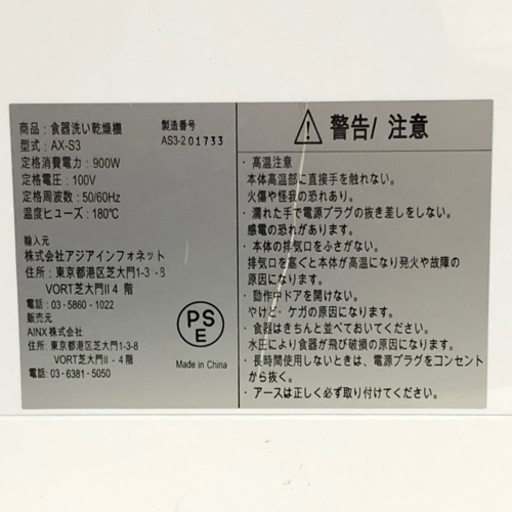 商品：食器洗い乾燥機
型式：AX-S3
定格消費電力：900W
定格電圧：100V
定格周波数：50/60Hz
温度ヒューズ：180℃
製造番号
AS3-201733
輸入元
株式会社アジアインフォネット
住所：東京都港区芝大門1-3-8
VORT芝大門II 4 階
電話：03-5860-1022
販売元
AINX株式会社
住所：東京都港区芝大門1-3-8
VORT芝大門II - 4 階
電話：03-6381-5050
PS
E
Made in China
警告/ 注意
・高温注意
本体高温部に直接手を触れない。
火傷や怪我の恐れあり。
・濡れた手で電源プラグの抜き差しをしない。
感電の恐れがあります。
・本体の排気口をふさがない。
排気口を塞ぐと本体が高温になり発火や故障の
原因になります。
・動作中ドアを開けない。
やけど・ケガの原因になります。
・食器はきちんと並べておいてください。
水圧により食器が飛び破損の原因になります。
・長時間使用しないときは、電源プラグをコンセント
から抜く。
・アースは正しく必ず取り付けてください。